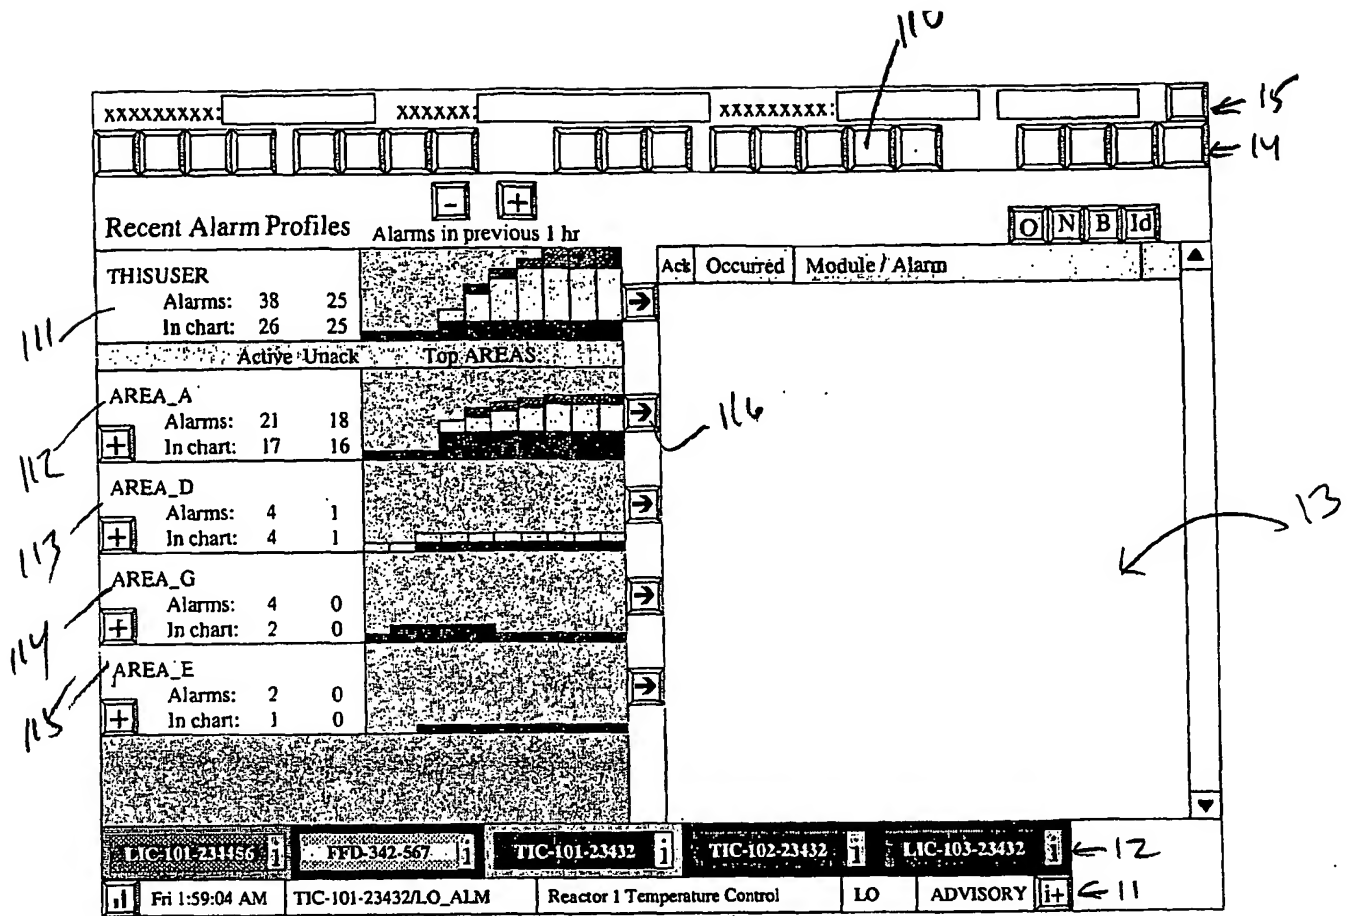 110
xxxxxxxxx: xxxxxx: xxxxxxxxx: 15
14
- +
Recent Alarm Profiles Alarms in previous 1 hr O N B Id
Ack Occurred Module / Alarm
THISUSER
Alarms: 38 25
In chart: 26 25
111
Active Unack Top AREAS
AREA_A
Alarms: 21 18
+ In chart: 17 16
112
116
AREA_D
Alarms: 4 1
+ In chart: 4 1
113
13
AREA_G
Alarms: 4 0
+ In chart: 2 0
114
AREA_E
Alarms: 2 0
+ In chart: 1 0
115
i FFD-342-567 i TIC-101-23432 i TIC-102-23432 i LIC-103-23432 i 12
Fri 1:59:04 AM TIC-101-23432/LO_ALM Reactor 1 Temperature Control LO ADVISORY i+ 11